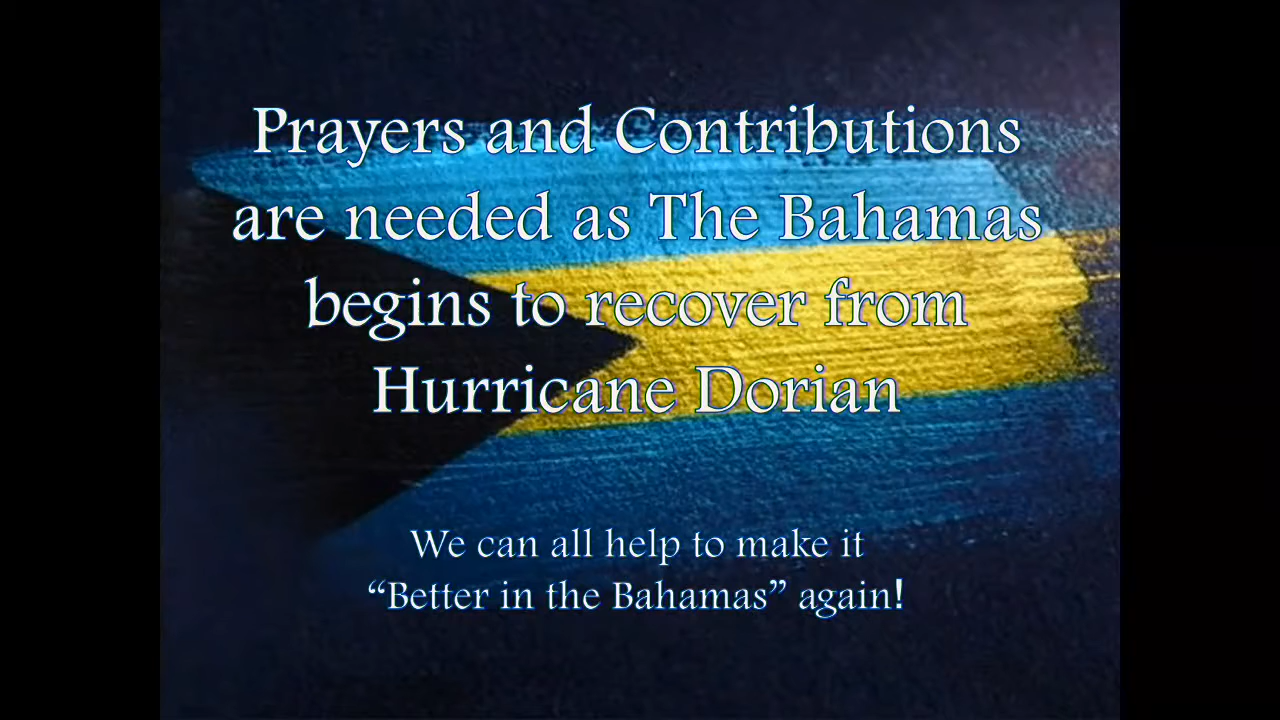 Prayers and Contributions
are needed as The Bahamas
begins to recover from
Hurricane Dorian
We can all help to make it
“Better in the Bahamas” again!